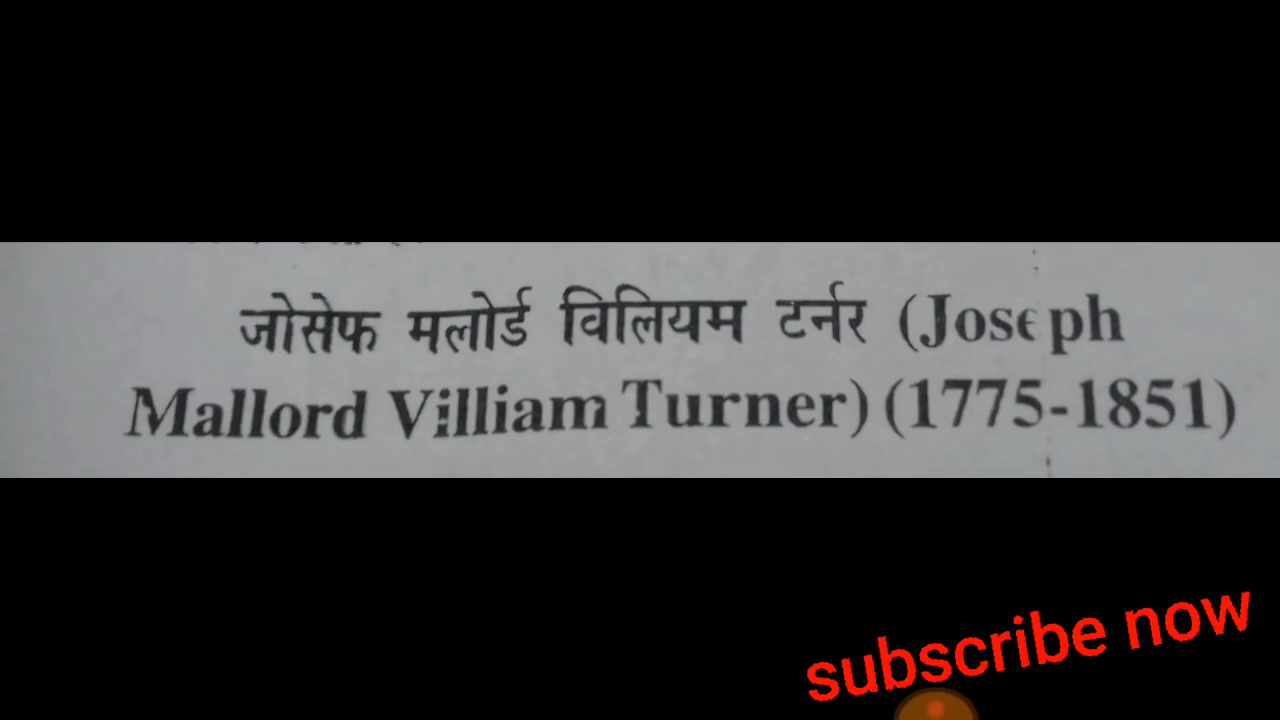 जोसेफ मलोर्ड विलियम टर्नर (Joseph
Mallord Villiam Turner) (1775-1851)
subscribe now